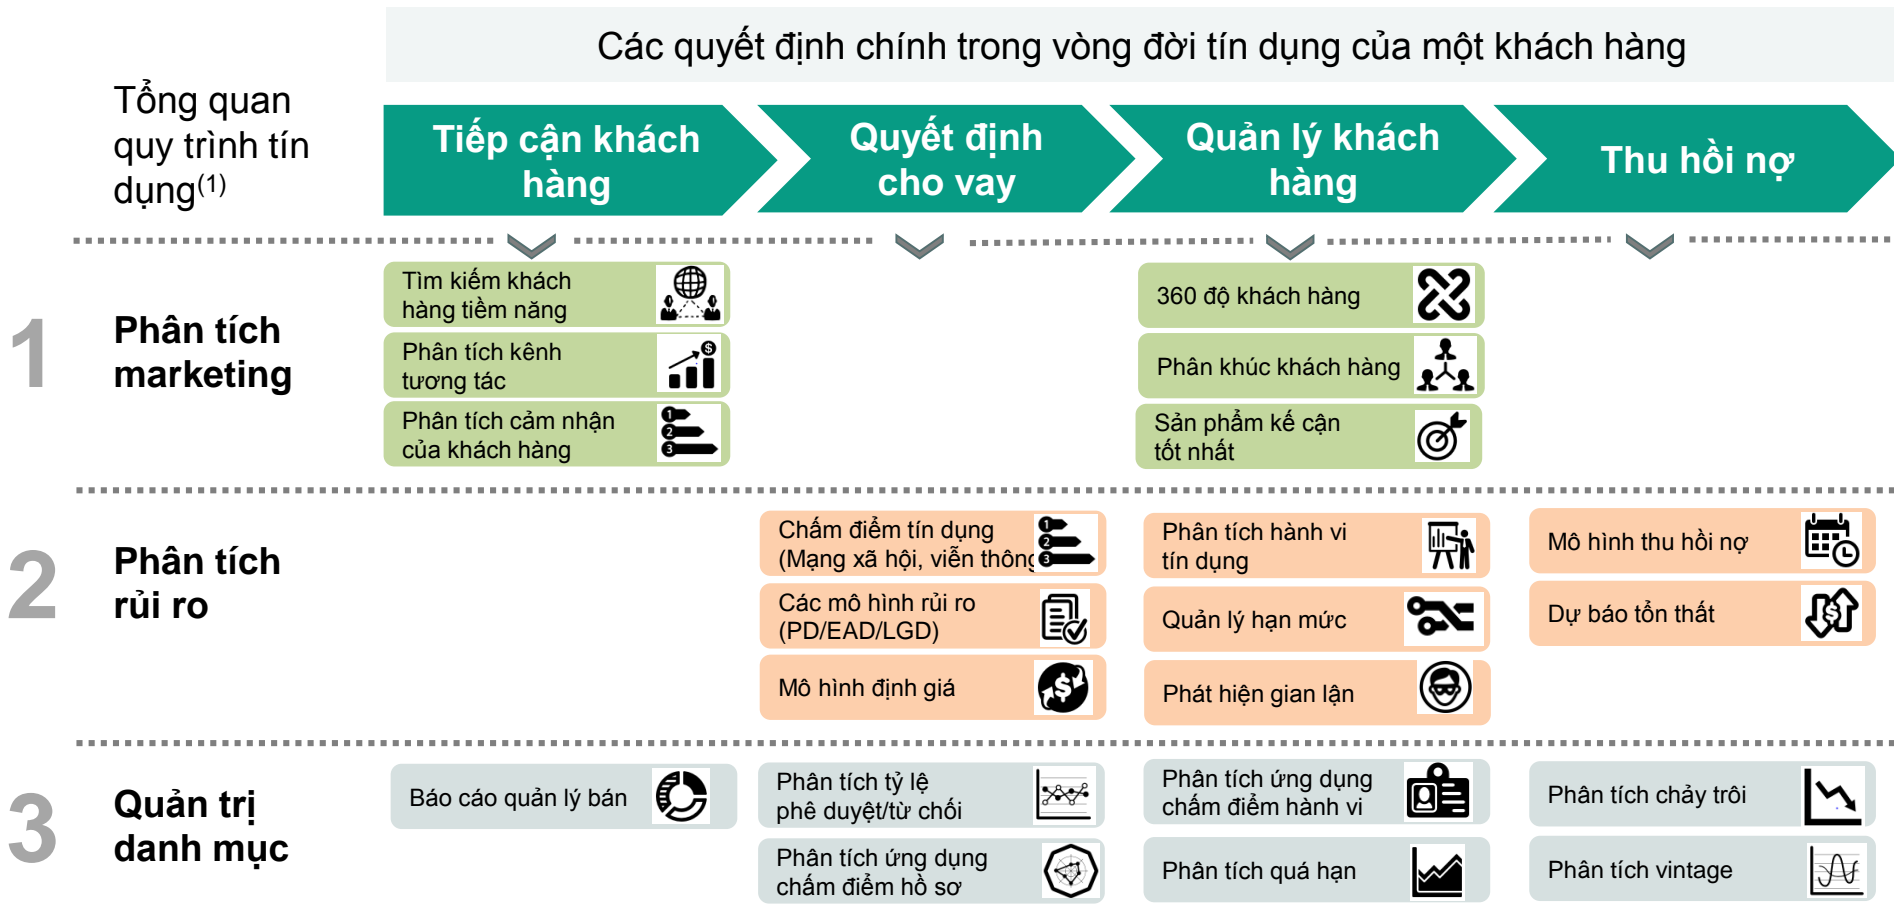 Các quyết định chính trong vòng đời tín dụng của một khách hàng
Tổng quan
quy trình tín
dụng(1)
Tiếp cận khách
hàng
Quyết định
cho vay
Quản lý khách
hàng
Thu hồi nợ
1
Phân tích
marketing
Tìm kiếm khách
hàng tiềm năng
Phân tích kênh
tương tác
Phân tích cảm nhận
của khách hàng
360 độ khách hàng
Phân khúc khách hàng
Sản phẩm kế cận
tốt nhất
2
Phân tích
rủi ro
Chấm điểm tín dụng
(Mạng xã hội, viễn thông
Các mô hình rủi ro
(PD/EAD/LGD)
Mô hình định giá
Phân tích hành vi
tín dụng
Quản lý hạn mức
Phát hiện gian lận
Mô hình thu hồi nợ
Dự báo tổn thất
3
Quản trị
danh mục
Báo cáo quản lý bán
Phân tích tỷ lệ
phê duyệt/từ chối
Phân tích ứng dụng
chấm điểm hồ sơ
Phân tích ứng dụng
chấm điểm hành vi
Phân tích quá hạn
Phân tích chảy trôi
Phân tích vintage